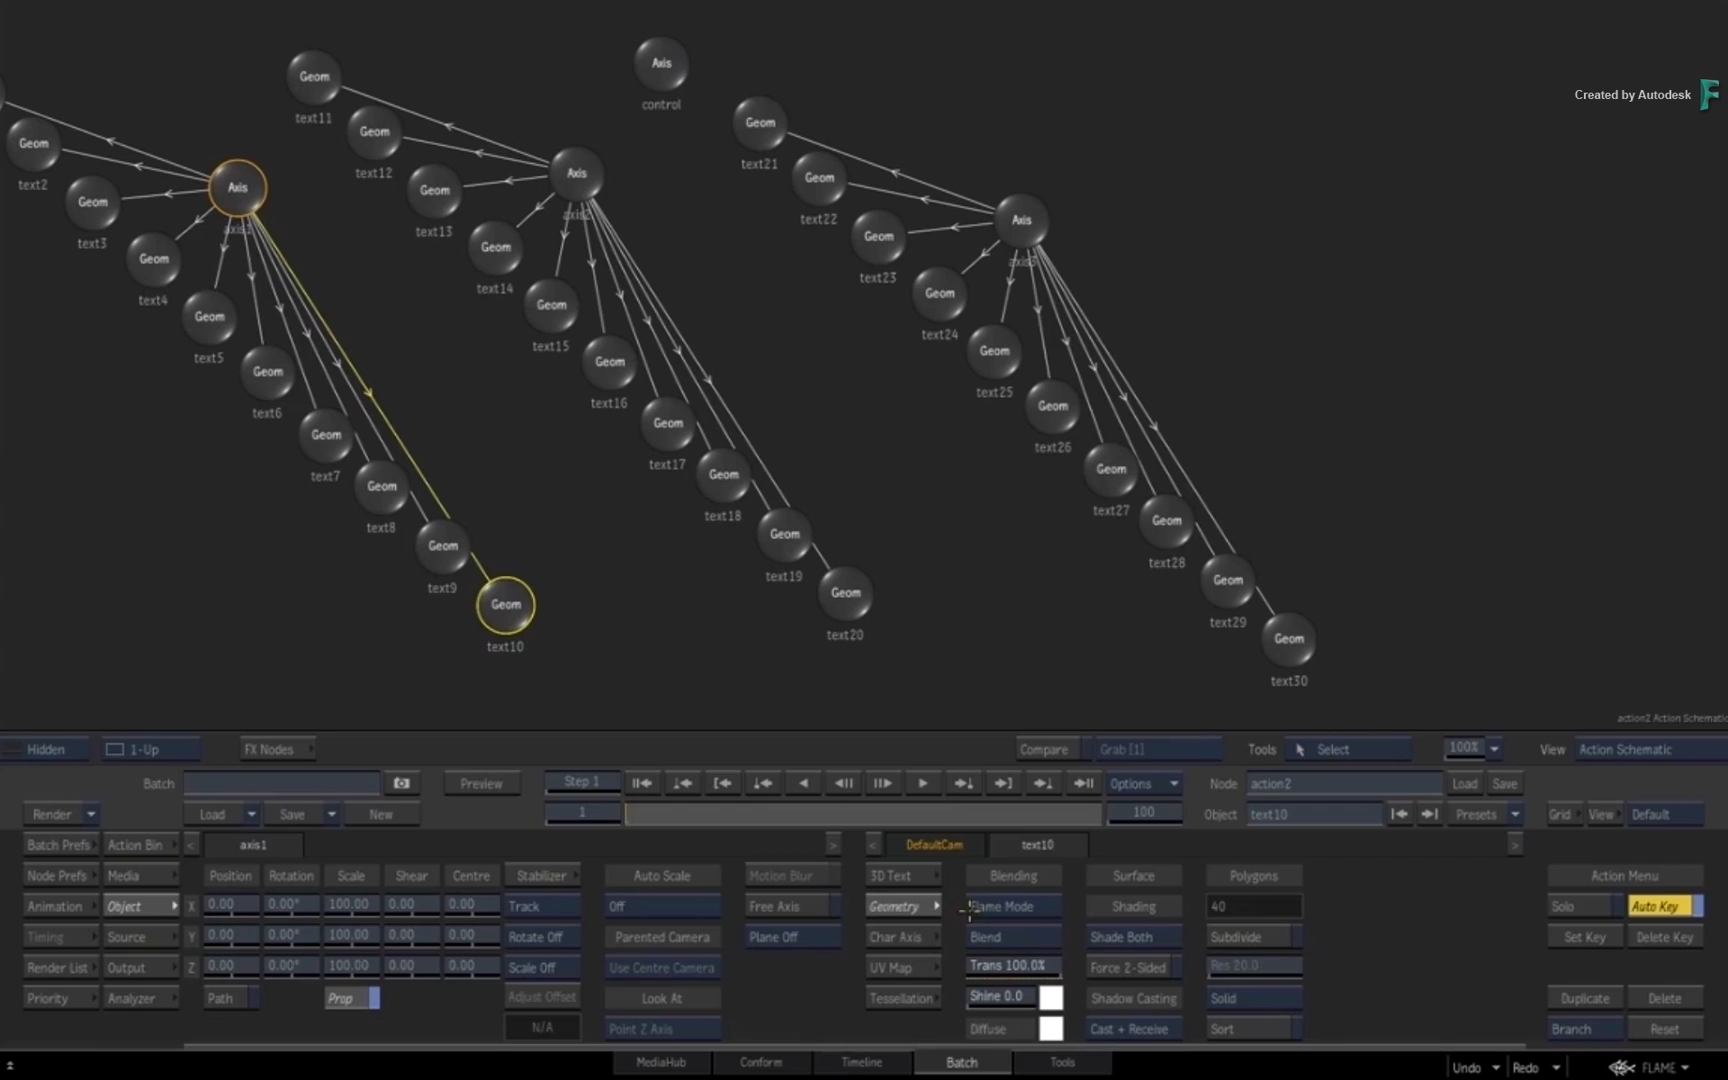 Created by Autodesk
Axis
control
Geom
text11
Geom
text12
Geom
text13
Geom
text14
Geom
text15
Geom
text16
Geom
text17
Geom
text18
Geom
text19
Geom
text20
Axis
axis2
Geom
text2
Geom
text3
Geom
text4
Geom
text5
Geom
text6
Geom
text7
Geom
text8
Geom
text9
Geom
text10
Axis
axis1
Geom
text21
Geom
text22
Geom
text23
Geom
text24
Geom
text25
Geom
text26
Geom
text27
Geom
text28
Geom
text29
Geom
text30
Axis
axis3
action2 Action Schematic
Hidden 1-Up FX Nodes Compare Grab [1] Tools Select 100% View Action Schematic
Batch Preview Step 1 Options Node action2 Load Save
Render Load Save New 1 100 Object text10 Presets Grid View Default
Batch Prefs Action Bin < axis1 > < DefaultCam text10 >
Node Prefs Media Position Rotation Scale Shear Centre Stabilizer Auto Scale Motion Blur 3D Text Blending Surface Polygons Action Menu
Animation Object X 0.00 0.00° 100.00 0.00 0.00 Track Off Free Axis Geometry Flame Mode Shading 40 Solo Auto Key
Timing Source Y 0.00 0.00° 100.00 0.00 0.00 Rotate Off Parented Camera Plane Off Char Axis Blend Shade Both Subdivide Set Key Delete Key
Render List Output Z 0.00 0.00° 100.00 0.00 0.00 Scale Off Use Centre Camera UV Map Trans 100.0% Force 2-Sided Res 20.0
Priority Analyzer Path Prop Adjust Offset Look At Tessellation Shine 0.0 Shadow Casting Solid Duplicate Delete
N/A Point Z Axis Diffuse Cast + Receive Sort Branch Reset
MediaHub Conform Timeline Batch Tools Undo Redo FLAME